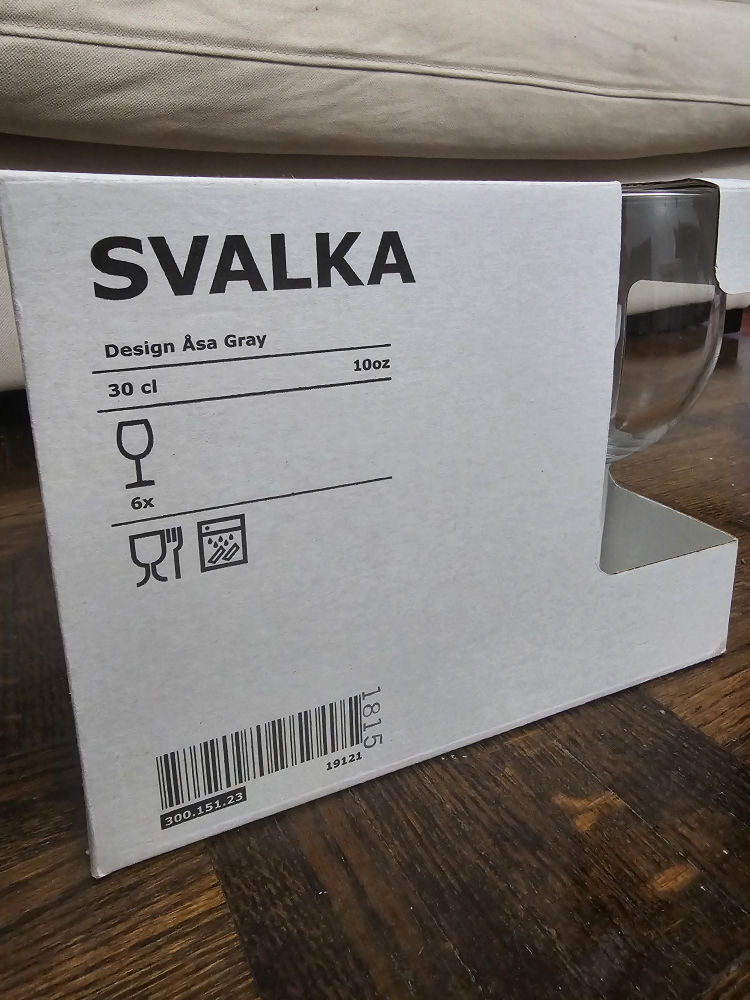 SVALKA
Design Åsa Gray
30 cl 10oz
6x
1815
19121
300.151.23